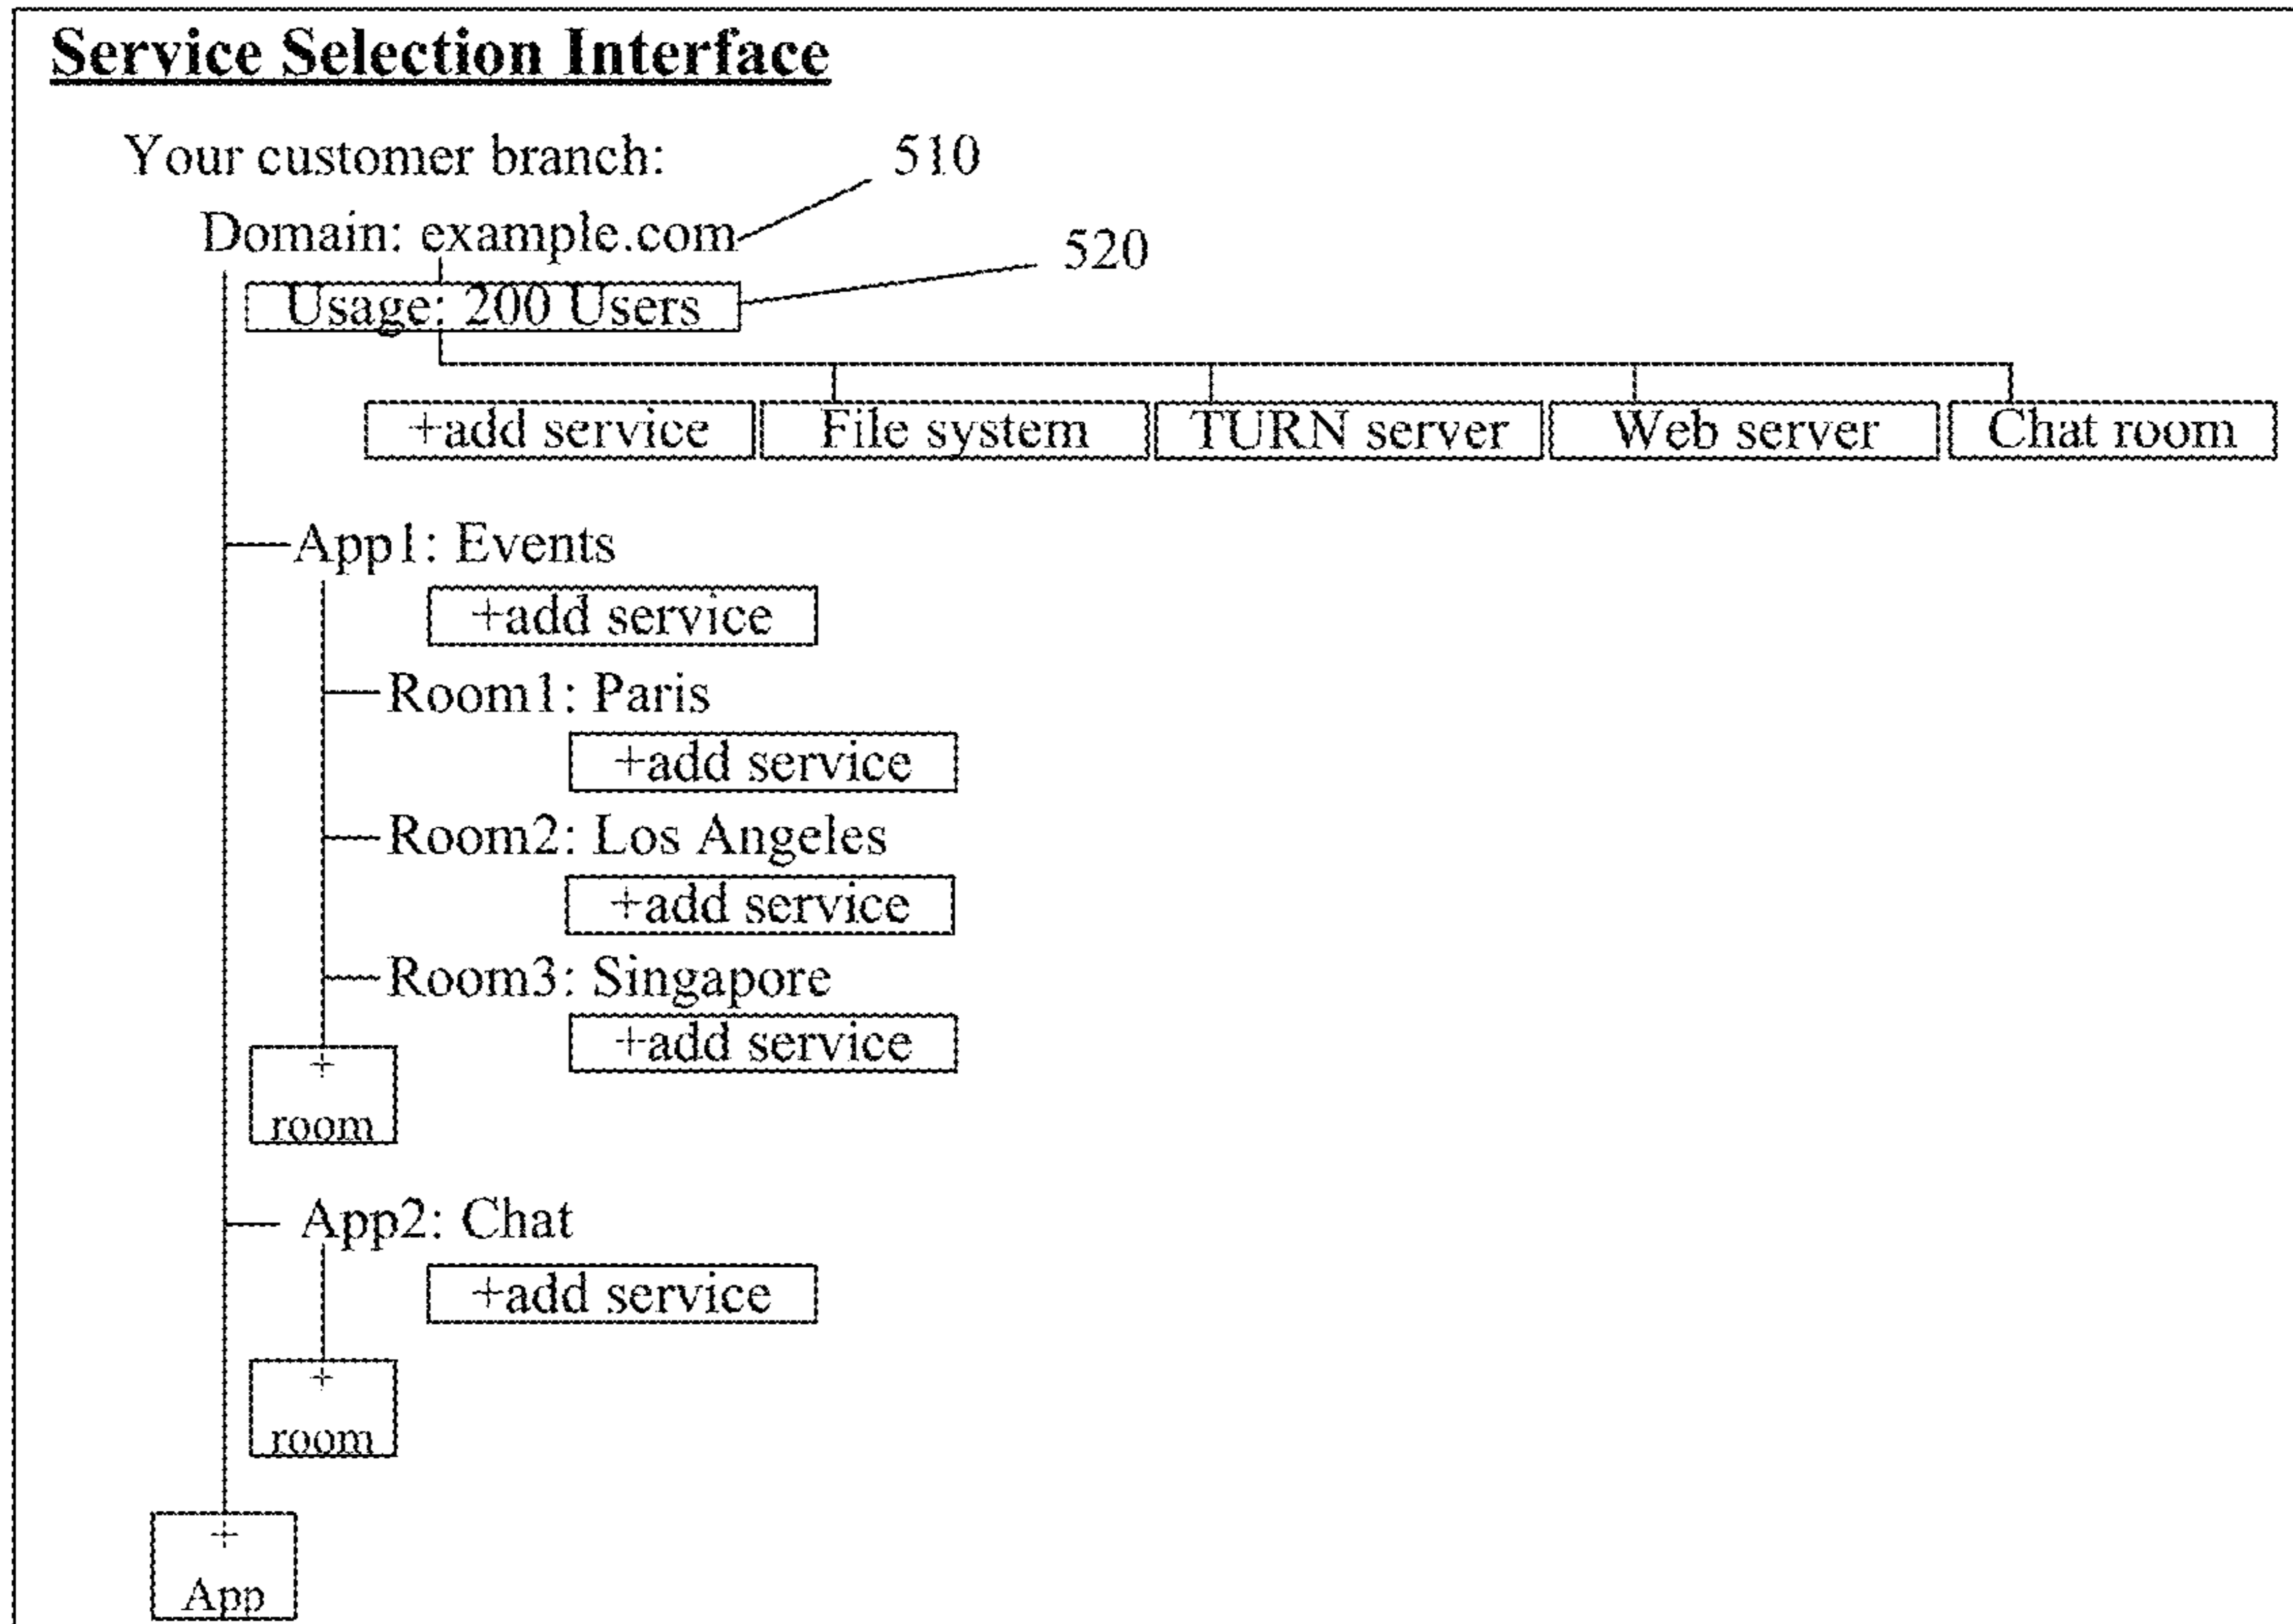 Service Selection Interface
Your customer branch: 510
Domain: example.com
520
Usage: 200 Users
+add service File system TURN server Web server Chat room
App1: Events
+add service
Room1: Paris
+add service
Room2: Los Angeles
+add service
Room3: Singapore
+add service
+
room
App2: Chat
+add service
+
room
+
App